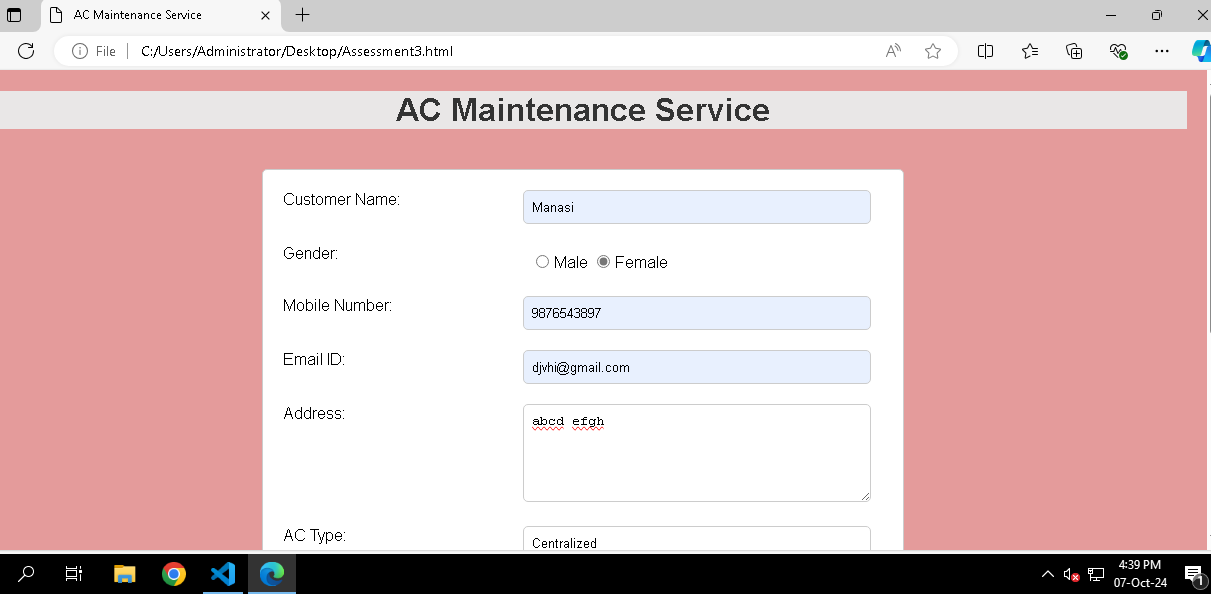 AC Maintenance Service
File C:/Users/Administrator/Desktop/Assessment3.html
AC Maintenance Service
Customer Name: Manasi
Gender: Male Female
Mobile Number: 9876543897
Email ID: djvhi@gmail.com
Address: abcd efgh
AC Type: Centralized
4:39 PM
07-Oct-24
1